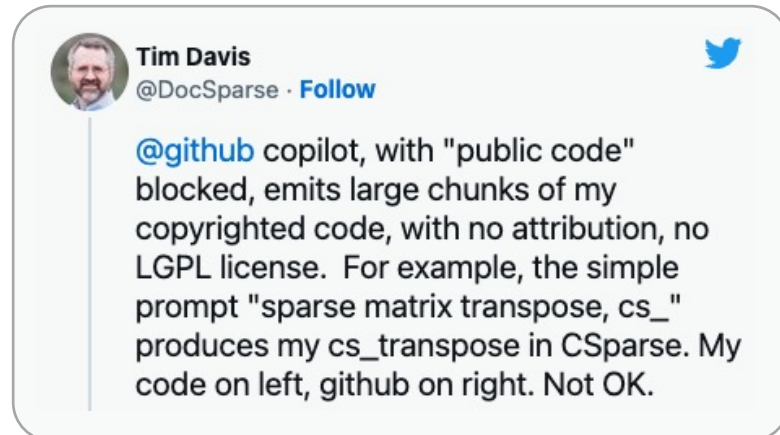 Tim Davis
@DocSparse · Follow
@github copilot, with "public code"
blocked, emits large chunks of my
copyrighted code, with no attribution, no
LGPL license.  For example, the simple
prompt "sparse matrix transpose, cs_"
produces my cs_transpose in CSparse. My
code on left, github on right. Not OK.